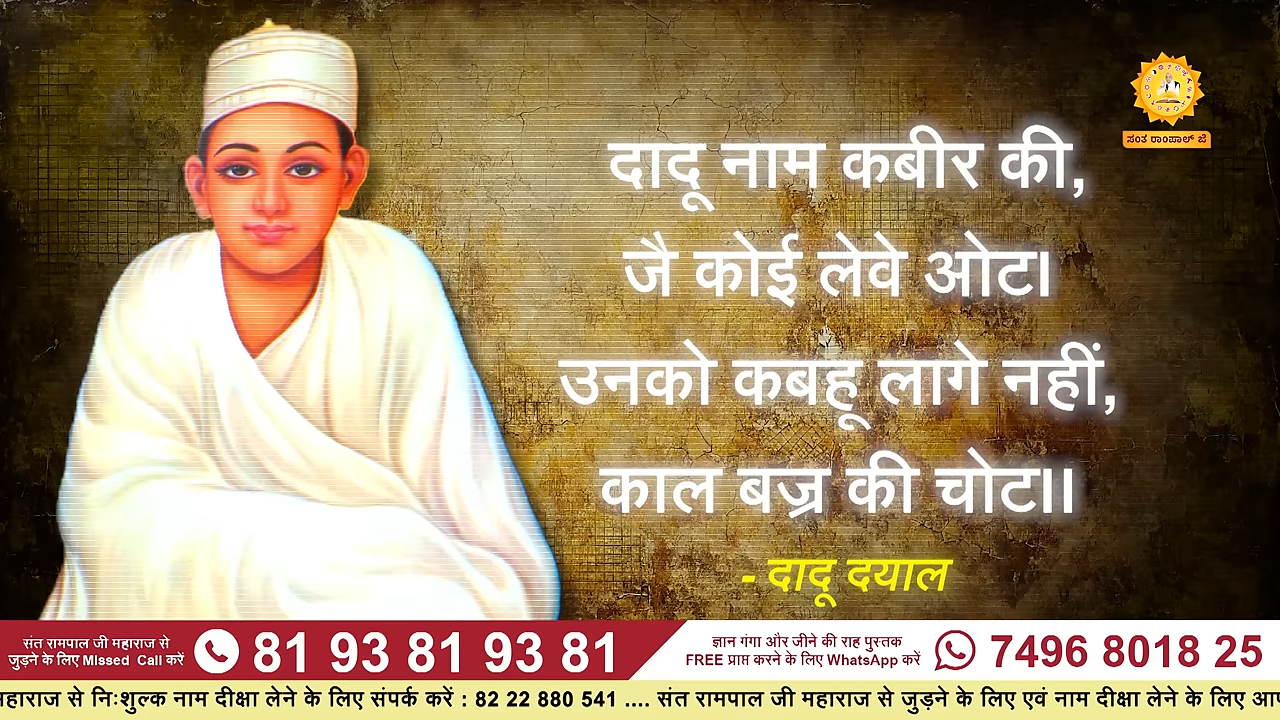 ಸಂತ ರಾಂಪಾಲ್ ಜೆ
दादू नाम कबीर की,
जै कोई लेवे ओट।
उनको कबहू लागे नहीं,
काल बज्र की चोट।।
- दादू दयाल
संत रामपाल जी महाराज से
जुड़ने के लिए Missed Call करें
81 93 81 93 81
ज्ञान गंगा और जीने की राह पुस्तक
FREE प्राप्त करने के लिए WhatsApp करें
7496 8018 25
महाराज से निःशुल्क नाम दीक्षा लेने के लिए संपर्क करें : 82 22 880 541 .... संत रामपाल जी महाराज से जुड़ने के लिए एवं नाम दीक्षा लेने के लिए